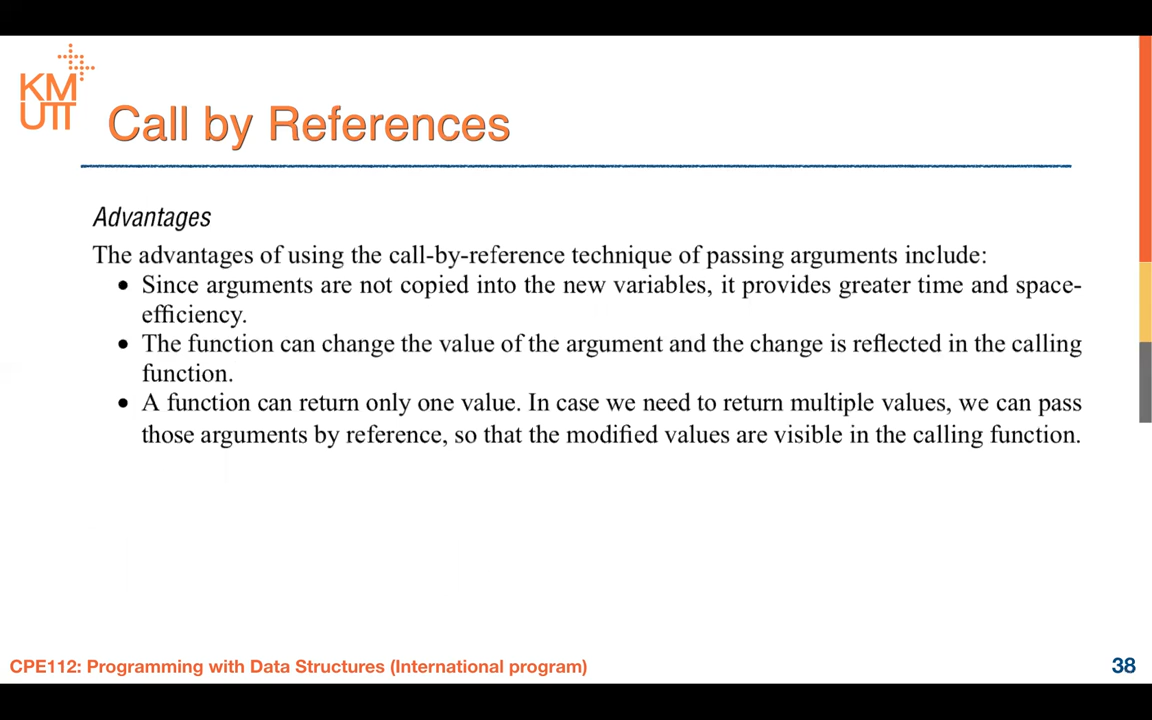 KM
UTT
Call by References
Advantages
The advantages of using the call-by-reference technique of passing arguments include:
• Since arguments are not copied into the new variables, it provides greater time and space-
efficiency.
• The function can change the value of the argument and the change is reflected in the calling
function.
• A function can return only one value. In case we need to return multiple values, we can pass
those arguments by reference, so that the modified values are visible in the calling function.
CPE112: Programming with Data Structures (International program)
38